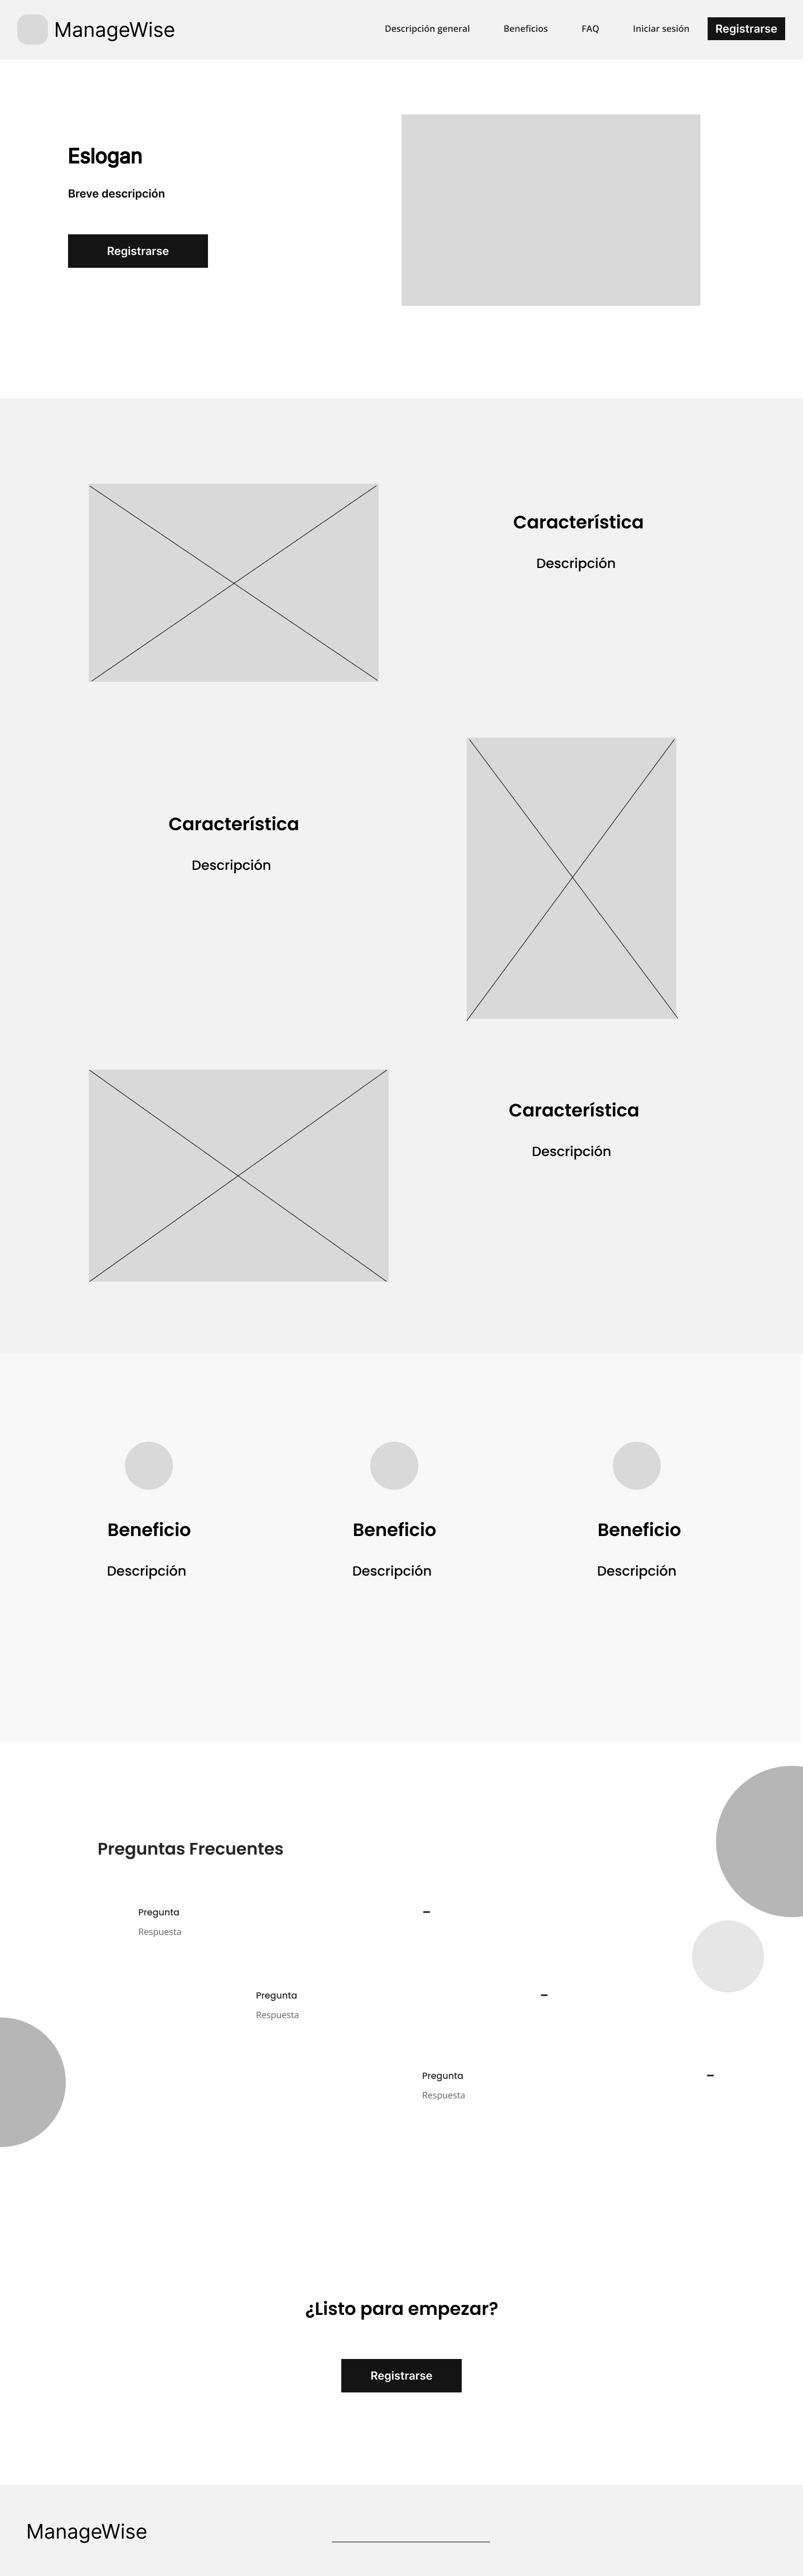 ManageWise
Descripción general
Beneficios
FAQ
Iniciar sesión
Registrarse
Eslogan
Breve descripción
Registrarse
Característica
Descripción
Característica
Descripción
Característica
Descripción
Beneficio
Descripción
Beneficio
Descripción
Beneficio
Descripción
Preguntas Frecuentes
Pregunta
Respuesta
Pregunta
Respuesta
Pregunta
Respuesta
¿Listo para empezar?
Registrarse
ManageWise